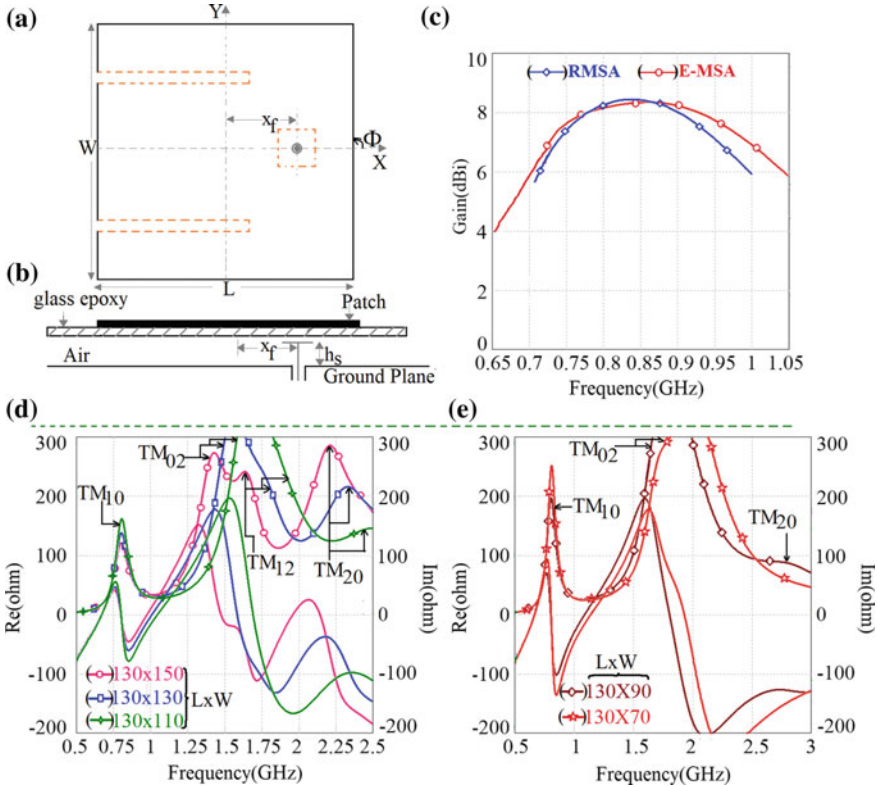 (a)
Y
W
x_f
Φ
X
L
(b)
glass epoxy
Patch
Air
x_f
h_s
Ground Plane
(c)
10
8
6
4
2
0
Gain(dBi)
RMSA
E-MSA
0.65 0.7 0.75 0.8 0.85 0.9 0.95 1 1.05
Frequency(GHz)
(d)
300
200
100
0
-100
-200
Re(ohm)
TM10
TM02
TM12
TM20
130x150
130x130
130x110
LxW
300
200
100
0
-100
-200
Im(ohm)
0.5 0.75 1 1.25 1.5 1.75 2 2.25 2.5
Frequency(GHz)
(e)
300
200
100
0
-100
-200
Re(ohm)
TM02
TM10
TM20
LxW
130X90
130X70
300
200
100
0
-100
-200
Im(ohm)
0.5 1 1.5 2 2.5 3
Frequency(GHz)